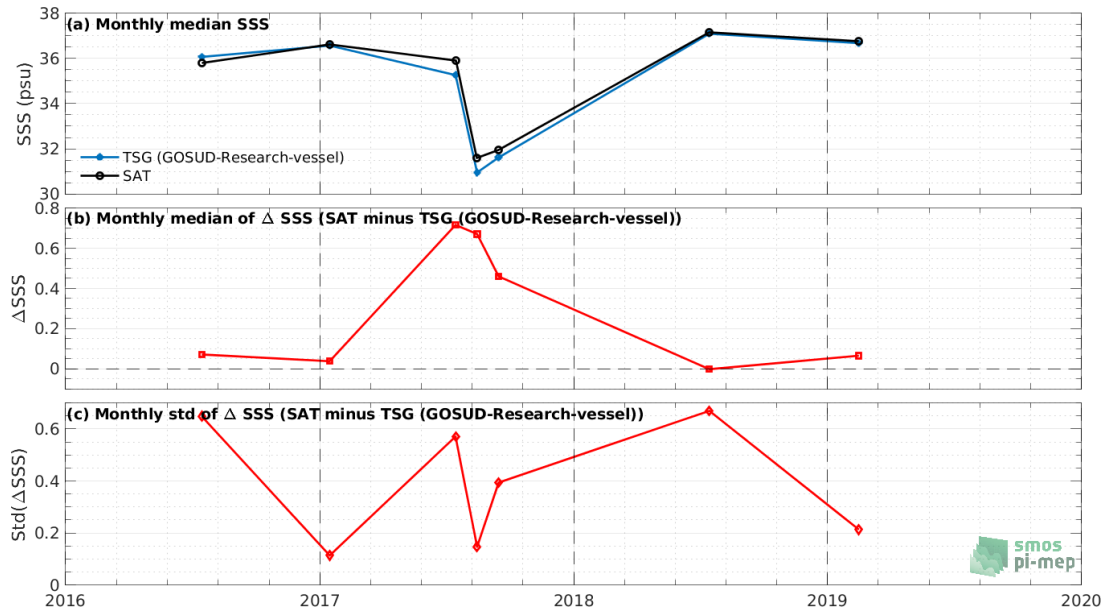 (a) Monthly median SSS
38
36
34
32
30
SSS (psu)
TSG (GOSUD-Research-vessel)
SAT
(b) Monthly median of Δ SSS (SAT minus TSG (GOSUD-Research-vessel))
0.8
0.6
0.4
0.2
0
ΔSSS
(c) Monthly std of Δ SSS (SAT minus TSG (GOSUD-Research-vessel))
0.6
0.4
0.2
0
Std(ΔSSS)
smos
pi-mep
2016
2017
2018
2019
2020